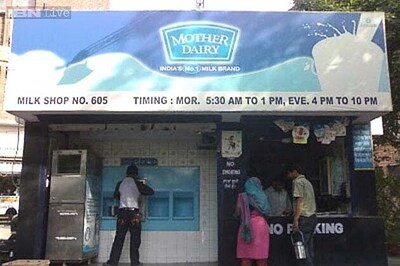 IBN live
MOTHER
DAIRY
INDIA'S No.1 MILK BRAND
MILK SHOP NO. 605 TIMING : MOR. 5:30 AM TO 1 PM, EVE. 4 PM TO 10 PM
NO
SMOKING
NO PARKING